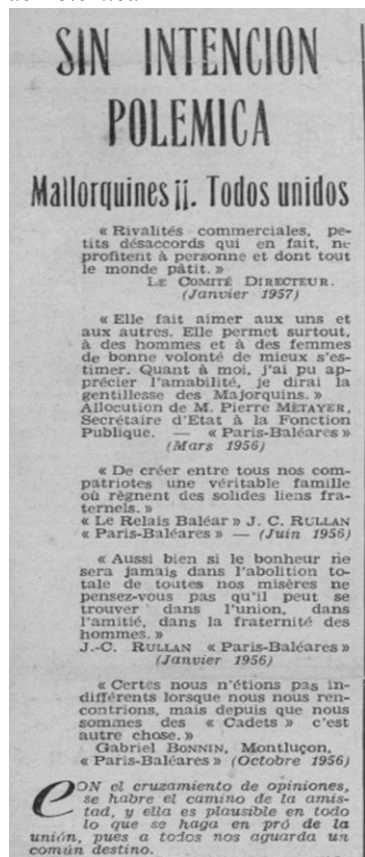 SIN INTENCION
POLEMICA
Mallorquines ¡¡. Todos unidos
« Rivalités commerciales, pe-
tits désaccords qui en fait, ne
profitent à personne et dont tout
le monde pâtit. »
LE COMITÉ DIRECTEUR.
(Janvier 1957)
« Elle fait aimer aux uns et
aux autres. Elle permet surtout,
à des hommes et à des femmes
de bonne volonté de mieux s'es-
timer. Quant à moi, j'ai pu ap-
précier l'amabilité, je dirai la
gentillesse des Majorquins. »
Allocution de M. Pierre MÉTAYER,
Secrétaire d'Etat à la Fonction
Publique. — « Paris-Baléares »
(Mars 1956)
« De créer entre tous nos com-
patriotes une véritable famille
où règnent des solides liens fra-
ternels. »
« Le Relais Baléar » J. C. RULLAN
« Paris-Baléares » — (Juin 1956)
« Aussi bien si le bonheur ne
sera jamais dans l'abolition to-
tale de toutes nos misères ne
pensez-vous pas qu'il peut se
trouver dans l'union, dans
l'amitié, dans la fraternité des
hommes. »
J.-C. RULLAN « Paris-Baléares »
(Janvier 1956)
« Certes nous n'étions pas in-
différents lorsque nous nous ren-
contrions, mais depuis que nous
sommes des « Cadets » c'est
autre chose. »
Gabriel BONNIN, Montluçon,
« Paris-Baléares » (Octobre 1956)
CON el cruzamiento de opiniones,
se habre el camino de la amis-
tad, y ella es plausible en todo
lo que se haga en pró de la
unión, pues a todos nos aguarda un
común destino.